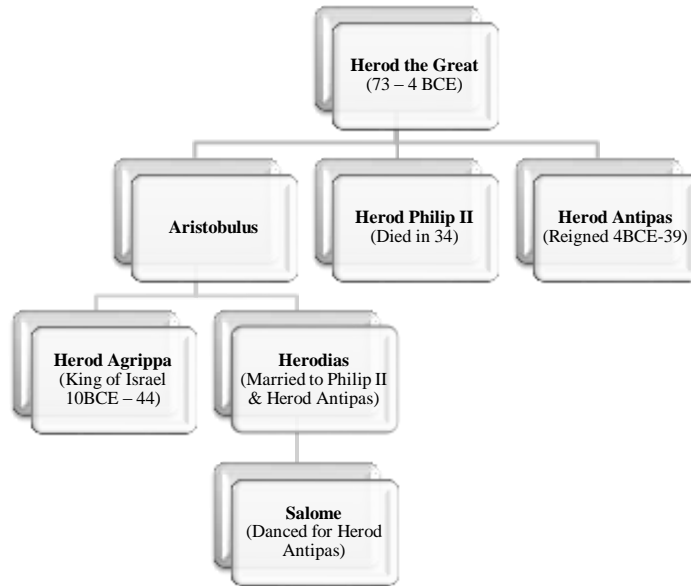 Herod the Great
(73 – 4 BCE)
Aristobulus
Herod Philip II
(Died in 34)
Herod Antipas
(Reigned 4BCE-39)
Herod Agrippa
(King of Israel
10BCE – 44)
Herodias
(Married to Philip II
& Herod Antipas)
Salome
(Danced for Herod
Antipas)